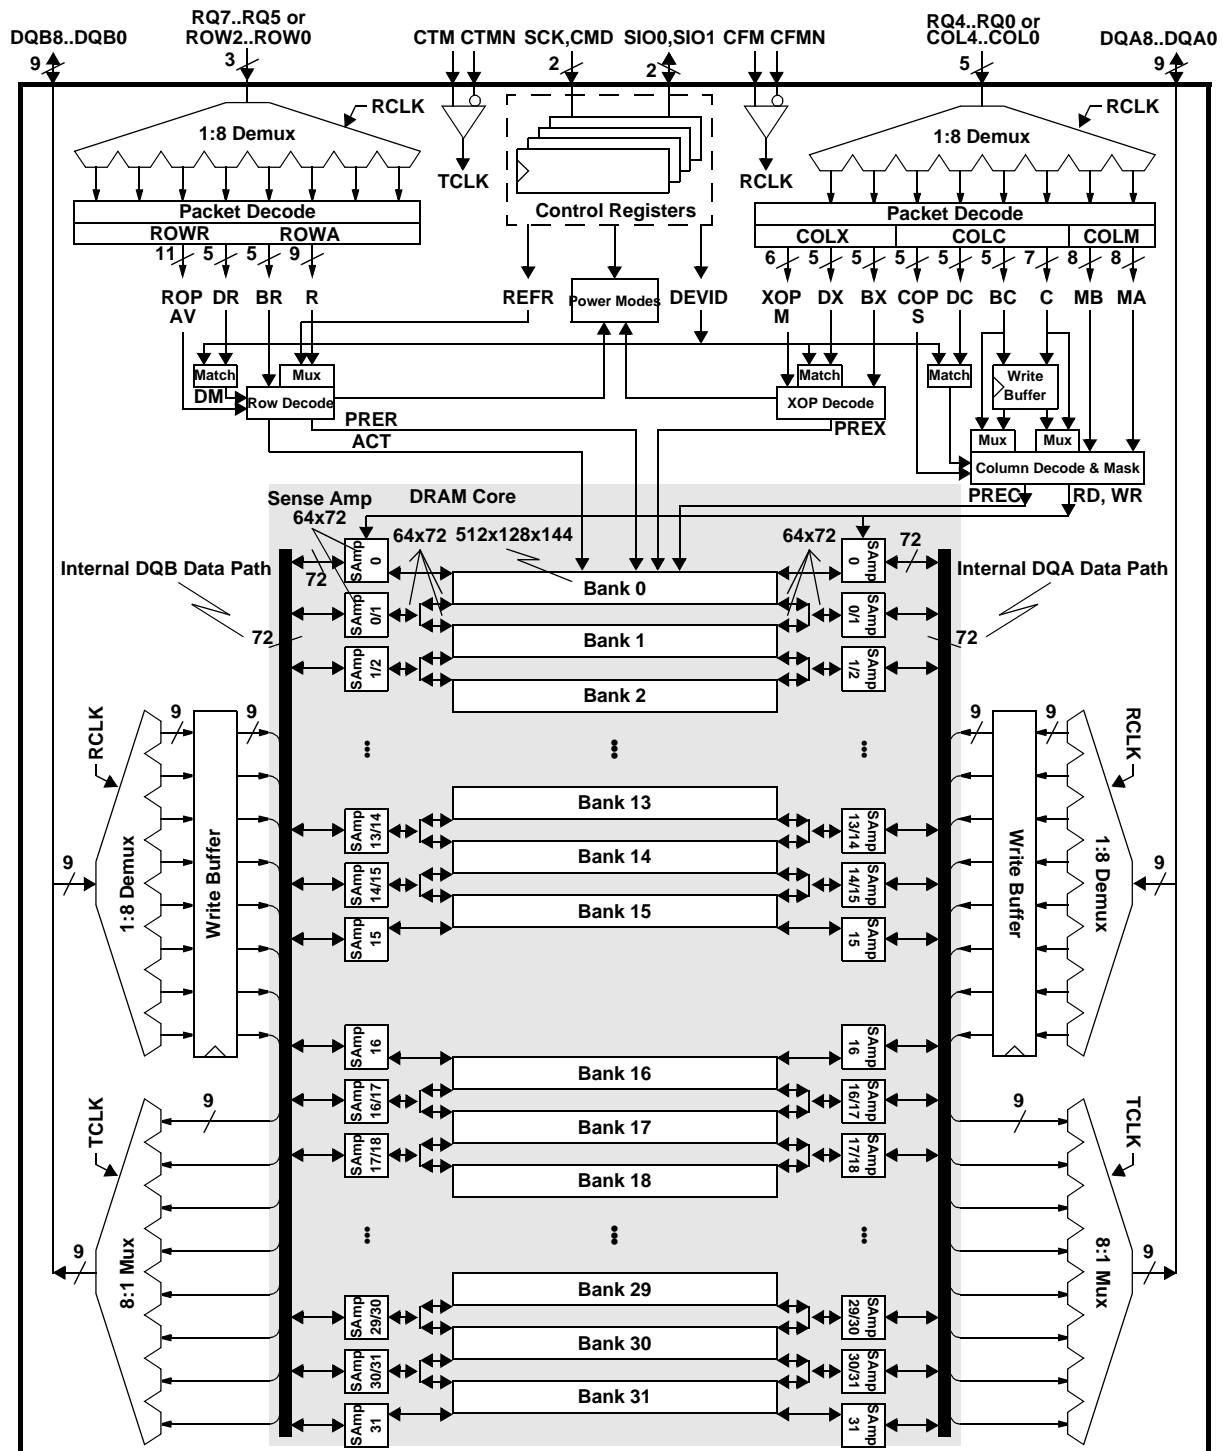 RQ7..RQ5 or
RQ4..RQ0 or
DQB8..DQB0
ROW2..ROW0
CTM CTMN
SCK,CMD
SIO0,SIO1
CFM CFMN
COL4..COL0
DQA8..DQA0
9
3
2
2
5
9
RCLK
RCLK
1:8 Demux
1:8 Demux
TCLK
RCLK
Control Registers
Packet Decode
Packet Decode
ROWR
ROWA
COLX
COLC
COLM
11
5
5
9
6
5
5
5
5
5
7
8
8
ROP
DR
BR
R
REFR
Power Modes
DEVID
XOP
DX
BX
COP
DC
BC
C
MB
MA
AV
M
S
Match
Mux
Match
Match
Write
Buffer
DM
Row Decode
XOP Decode
PRER
PREX
ACT
Mux
Mux
Column Decode & Mask
PREC
RD, WR
Sense Amp
DRAM Core
64x72
64x72
512x128x144
64x72
SAmp
0
72
SAmp
0
72
Internal DQB Data Path
Internal DQA Data Path
Bank 0
SAmp
0/1
SAmp
0/1
72
Bank 1
72
SAmp
1/2
SAmp
1/2
Bank 2
9
9
9
9
RCLK
RCLK
Bank 13
SAmp
13/14
SAmp
13/14
Bank 14
9
1:8 Demux
Write Buffer
SAmp
14/15
SAmp
14/15
Write Buffer
1:8 Demux
9
Bank 15
SAmp
15
SAmp
15
SAmp
16
SAmp
16
Bank 16
9
SAmp
16/17
SAmp
16/17
9
TCLK
TCLK
Bank 17
SAmp
17/18
SAmp
17/18
Bank 18
9
8:1 Mux
8:1 Mux
9
Bank 29
SAmp
29/30
SAmp
29/30
Bank 30
SAmp
30/31
SAmp
30/31
Bank 31
SAmp
31
SAmp
31